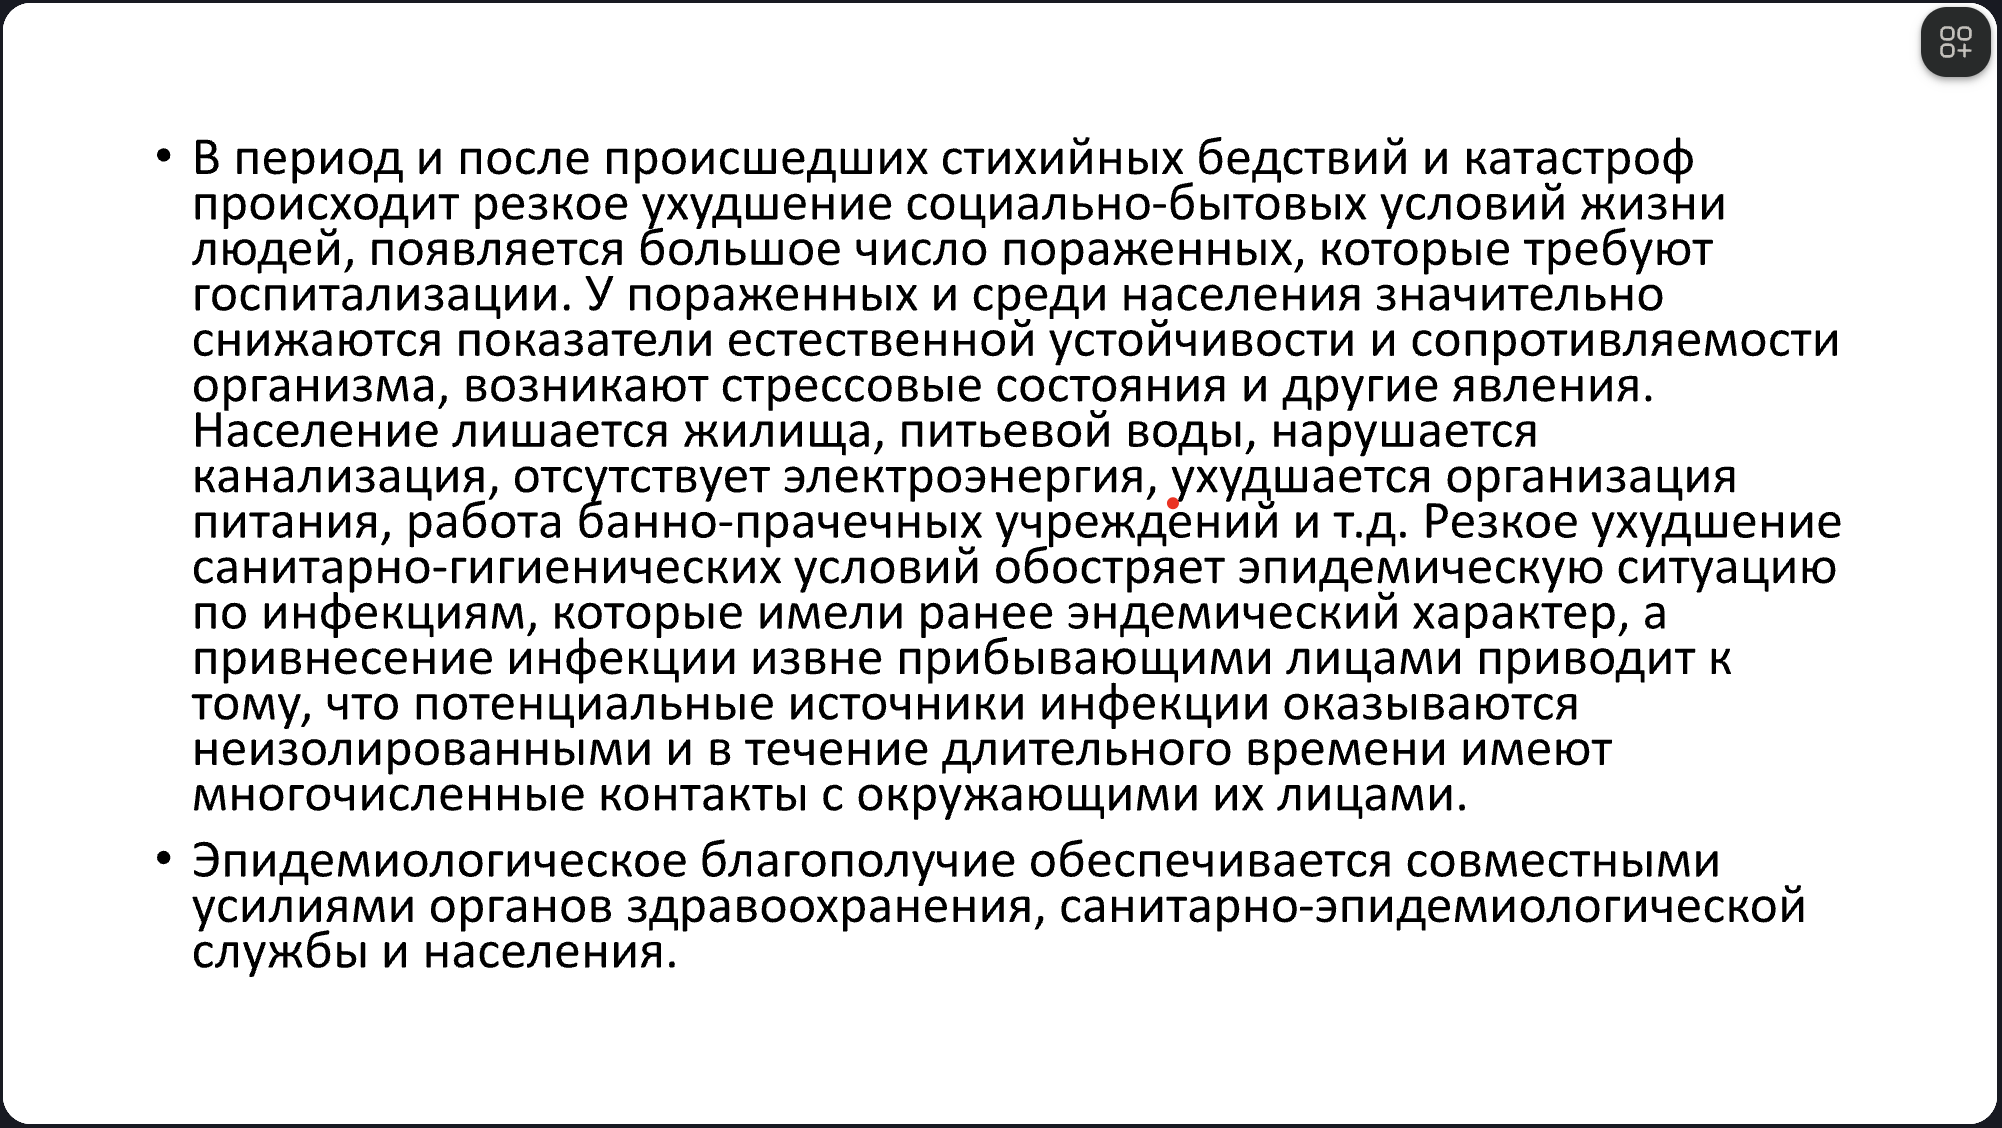 • В период и после происшедших стихийных бедствий и катастроф
происходит резкое ухудшение социально-бытовых условий жизни
людей, появляется большое число пораженных, которые требуют
госпитализации. У пораженных и среди населения значительно
снижаются показатели естественной устойчивости и сопротивляемости
организма, возникают стрессовые состояния и другие явления.
Население лишается жилища, питьевой воды, нарушается
канализация, отсутствует электроэнергия, ухудшается организация
питания, работа банно-прачечных учреждений и т.д. Резкое ухудшение
санитарно-гигиенических условий обостряет эпидемическую ситуацию
по инфекциям, которые имели ранее эндемический характер, а
привнесение инфекции извне прибывающими лицами приводит к
тому, что потенциальные источники инфекции оказываются
неизолированными и в течение длительного времени имеют
многочисленные контакты с окружающими их лицами.
• Эпидемиологическое благополучие обеспечивается совместными
усилиями органов здравоохранения, санитарно-эпидемиологической
службы и населения.